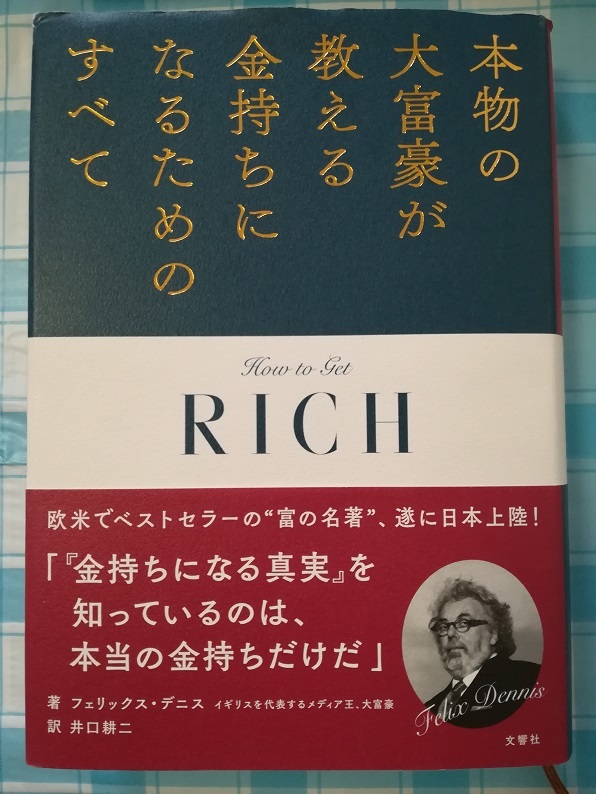 本物の
大富豪が
教える
金持ちに
なるための
すべて
How to Get
RICH
欧米でベストセラーの“富の名著”、遂に日本上陸！
「『金持ちになる真実』を
知っているのは、
本当の金持ちだけだ」
著 フェリックス・デニス イギリスを代表するメディア王、大富豪
訳 井口耕二
Felix Dennis
文響社